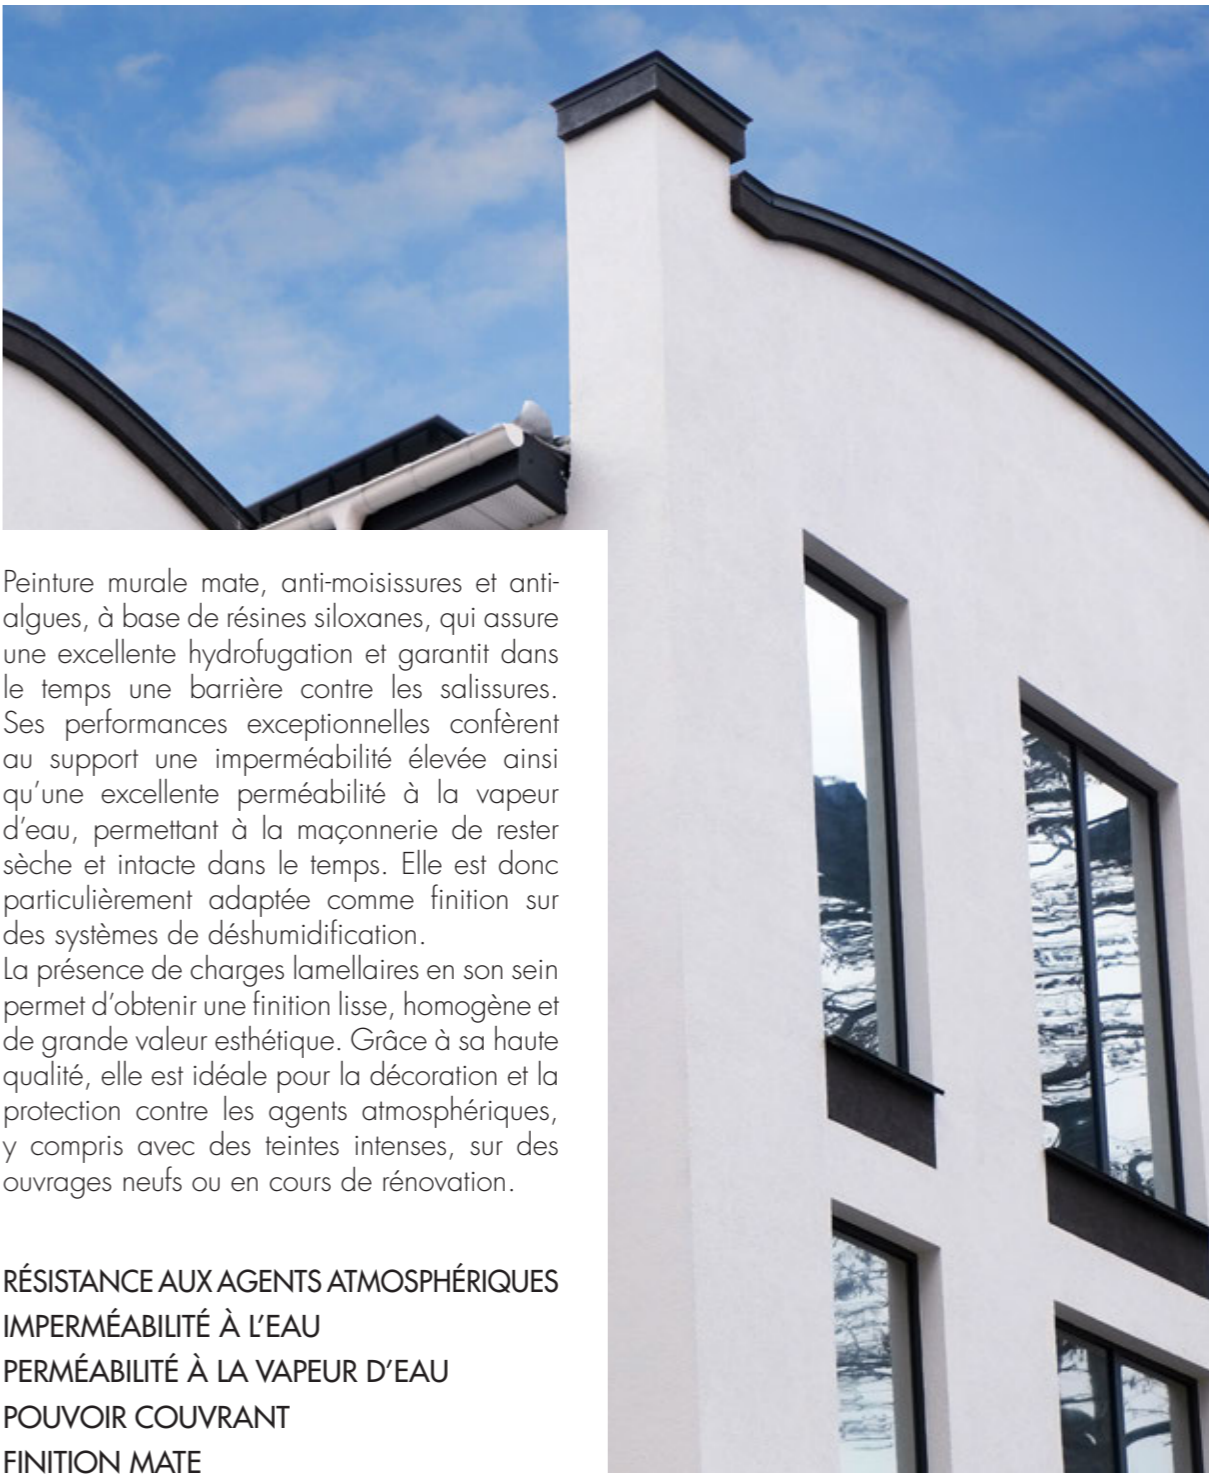 Peinture murale mate, anti-moisissures et anti-
algues, à base de résines siloxanes, qui assure
une excellente hydrofugation et garantit dans
le temps une barrière contre les salissures.
Ses performances exceptionnelles confèrent
au support une imperméabilité élevée ainsi
qu’une excellente perméabilité à la vapeur
d’eau, permettant à la maçonnerie de rester
sèche et intacte dans le temps. Elle est donc
particulièrement adaptée comme finition sur
des systèmes de déshumidification.
La présence de charges lamellaires en son sein
permet d’obtenir une finition lisse, homogène et
de grande valeur esthétique. Grâce à sa haute
qualité, elle est idéale pour la décoration et la
protection contre les agents atmosphériques,
y compris avec des teintes intenses, sur des
ouvrages neufs ou en cours de rénovation.
RÉSISTANCE AUX AGENTS ATMOSPHÉRIQUES
IMPERMÉABILITÉ À L’EAU
PERMÉABILITÉ À LA VAPEUR D’EAU
POUVOIR COUVRANT
FINITION MATE